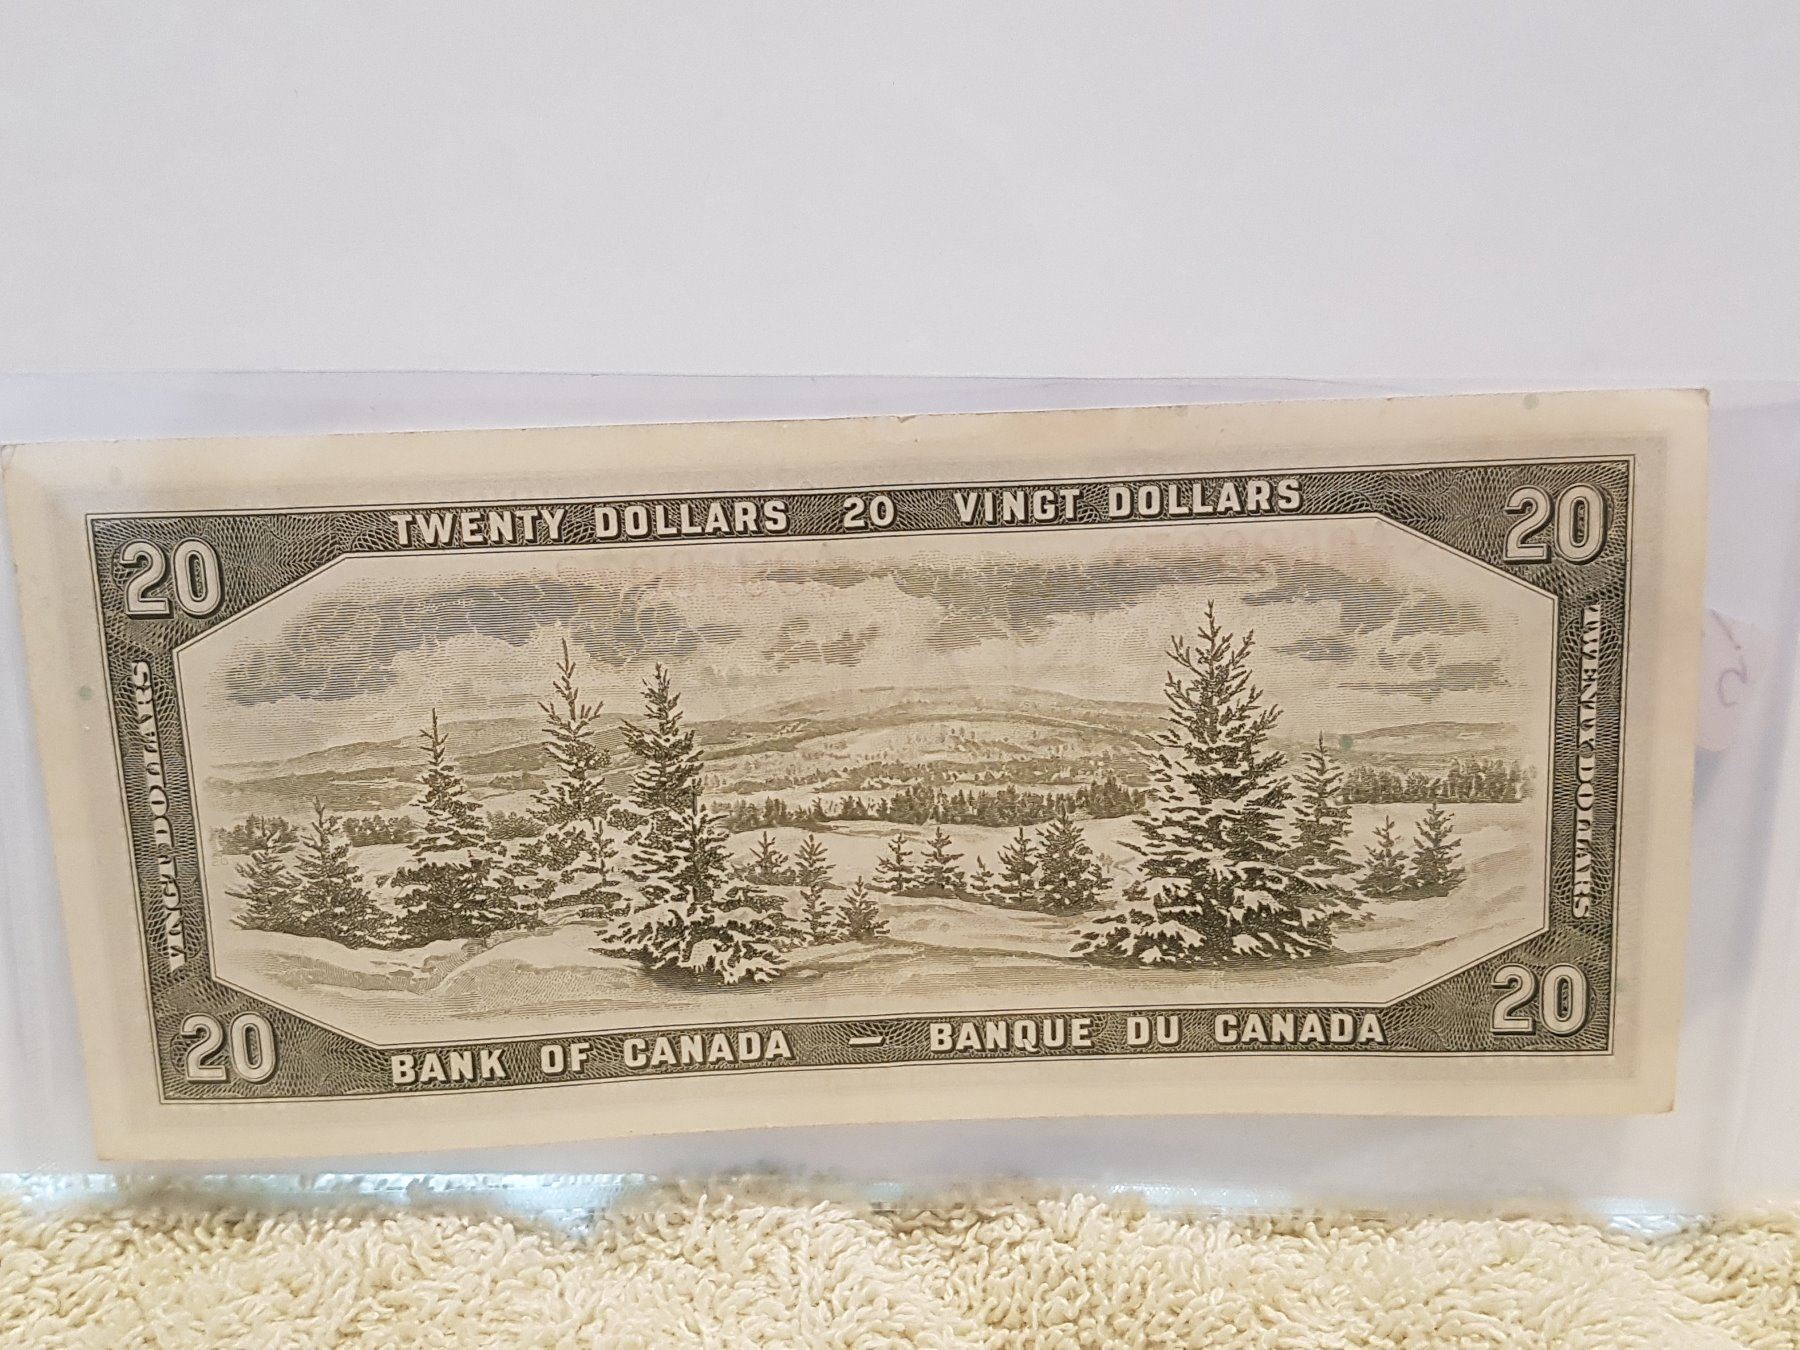 TWENTY DOLLARS 20 VINGT DOLLARS
20
20
VINGT DOLLARS
TWENTY DOLLARS
20
20
BANK OF CANADA — BANQUE DU CANADA